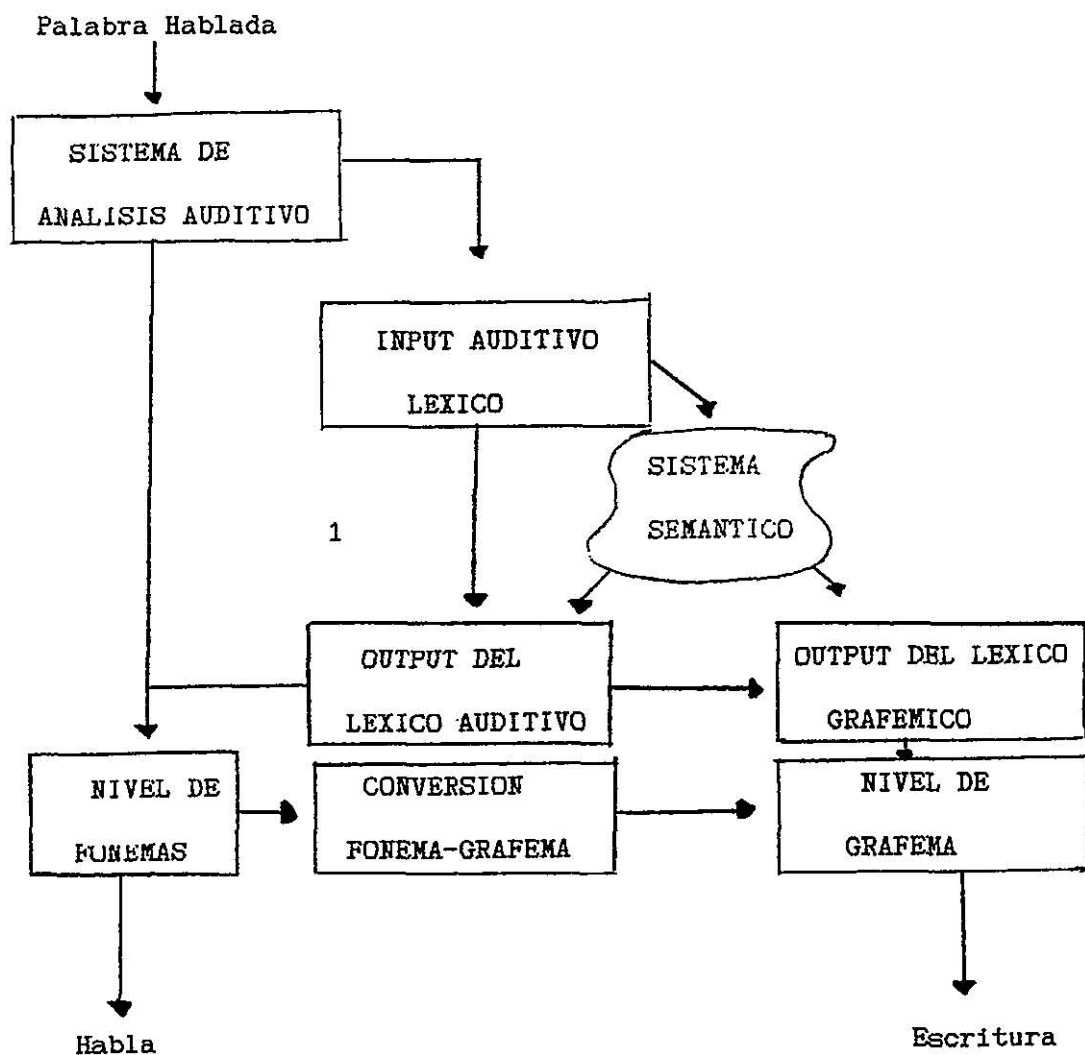 Palabra Hablada
SISTEMA DE
ANALISIS AUDITIVO
INPUT AUDITIVO
LEXICO
SISTEMA
SEMANTICO
1
OUTPUT DEL
LEXICO AUDITIVO
OUTPUT DEL LEXICO
GRAFEMICO
NIVEL DE
FONEMAS
CONVERSION
FONEMA-GRAFEMA
NIVEL DE
GRAFEMA
Habla
Escritura